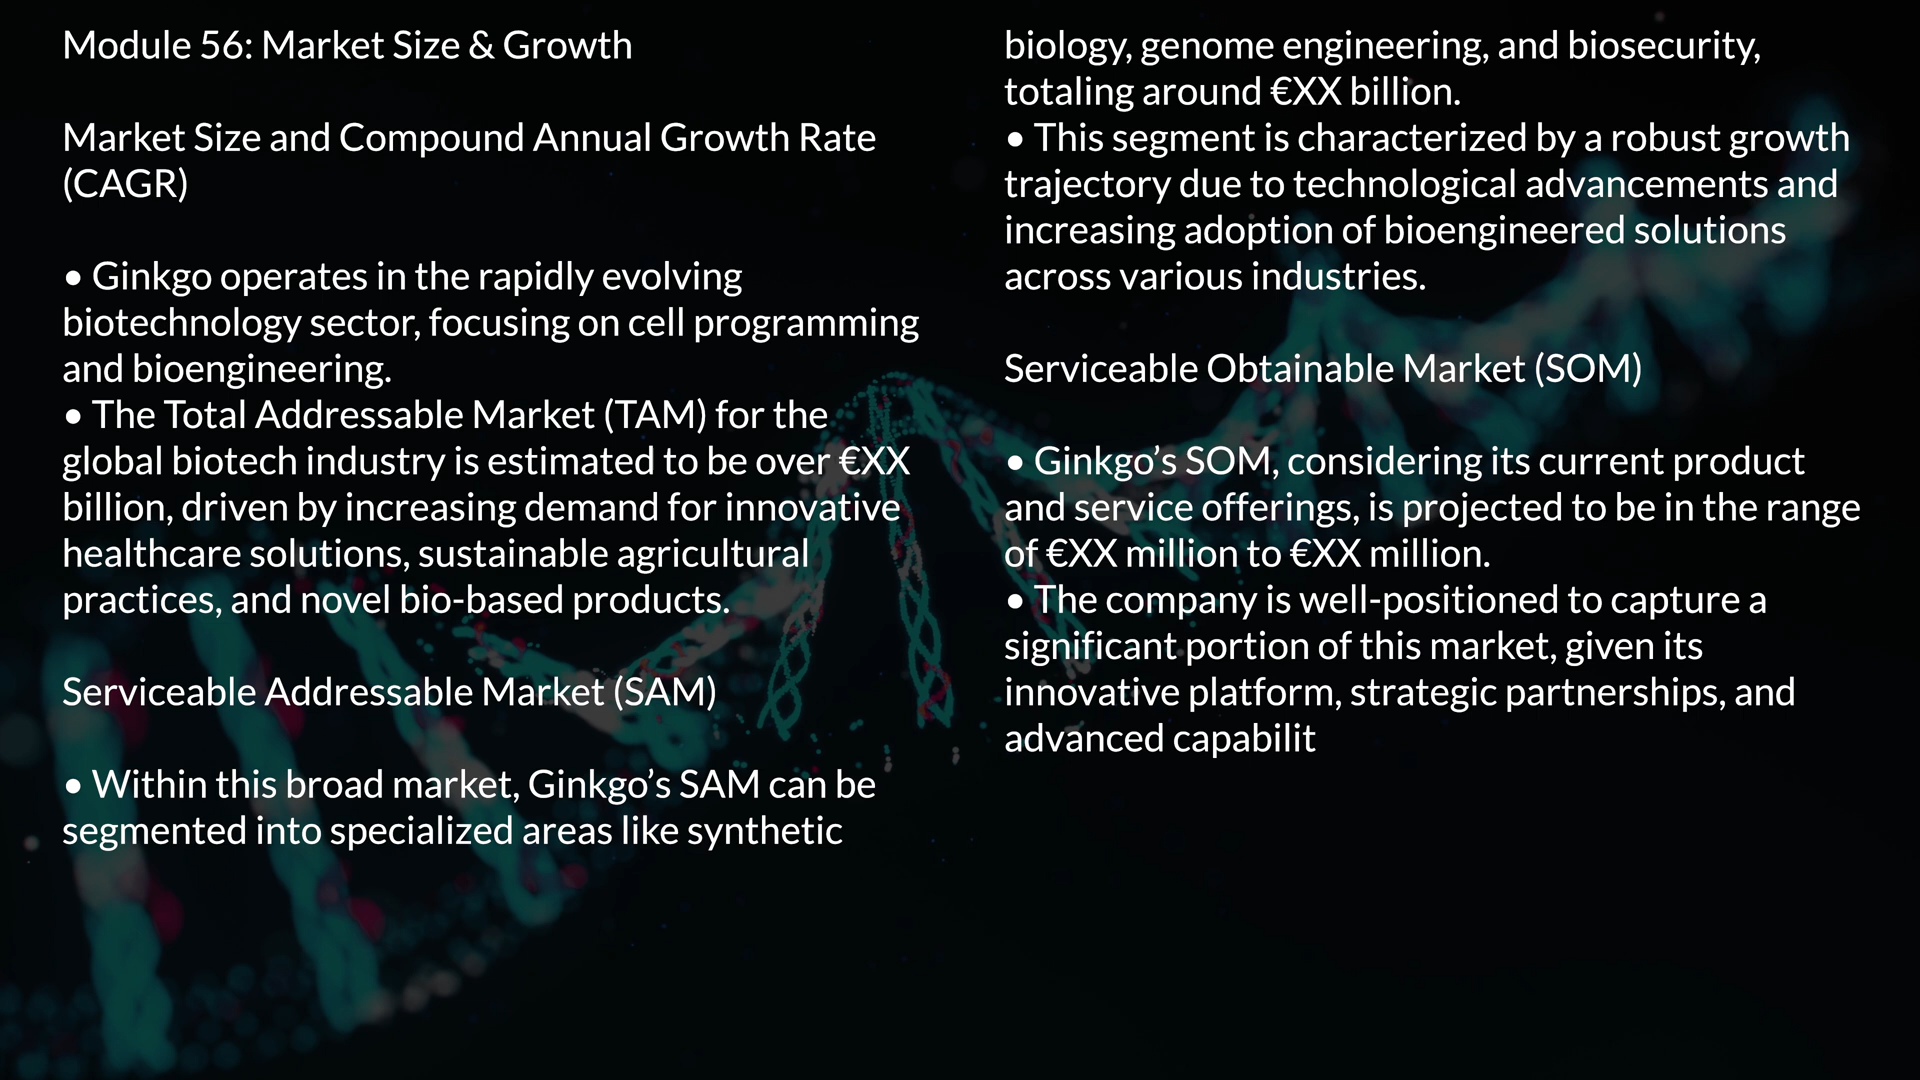 Module 56: Market Size & Growth
Market Size and Compound Annual Growth Rate
(CAGR)
• Ginkgo operates in the rapidly evolving
biotechnology sector, focusing on cell programming
and bioengineering.
• The Total Addressable Market (TAM) for the
global biotech industry is estimated to be over €XX
billion, driven by increasing demand for innovative
healthcare solutions, sustainable agricultural
practices, and novel bio-based products.
Serviceable Addressable Market (SAM)
• Within this broad market, Ginkgo’s SAM can be
segmented into specialized areas like synthetic
biology, genome engineering, and biosecurity,
totaling around €XX billion.
• This segment is characterized by a robust growth
trajectory due to technological advancements and
increasing adoption of bioengineered solutions
across various industries.
Serviceable Obtainable Market (SOM)
• Ginkgo’s SOM, considering its current product
and service offerings, is projected to be in the range
of €XX million to €XX million.
• The company is well-positioned to capture a
significant portion of this market, given its
innovative platform, strategic partnerships, and
advanced capabilit